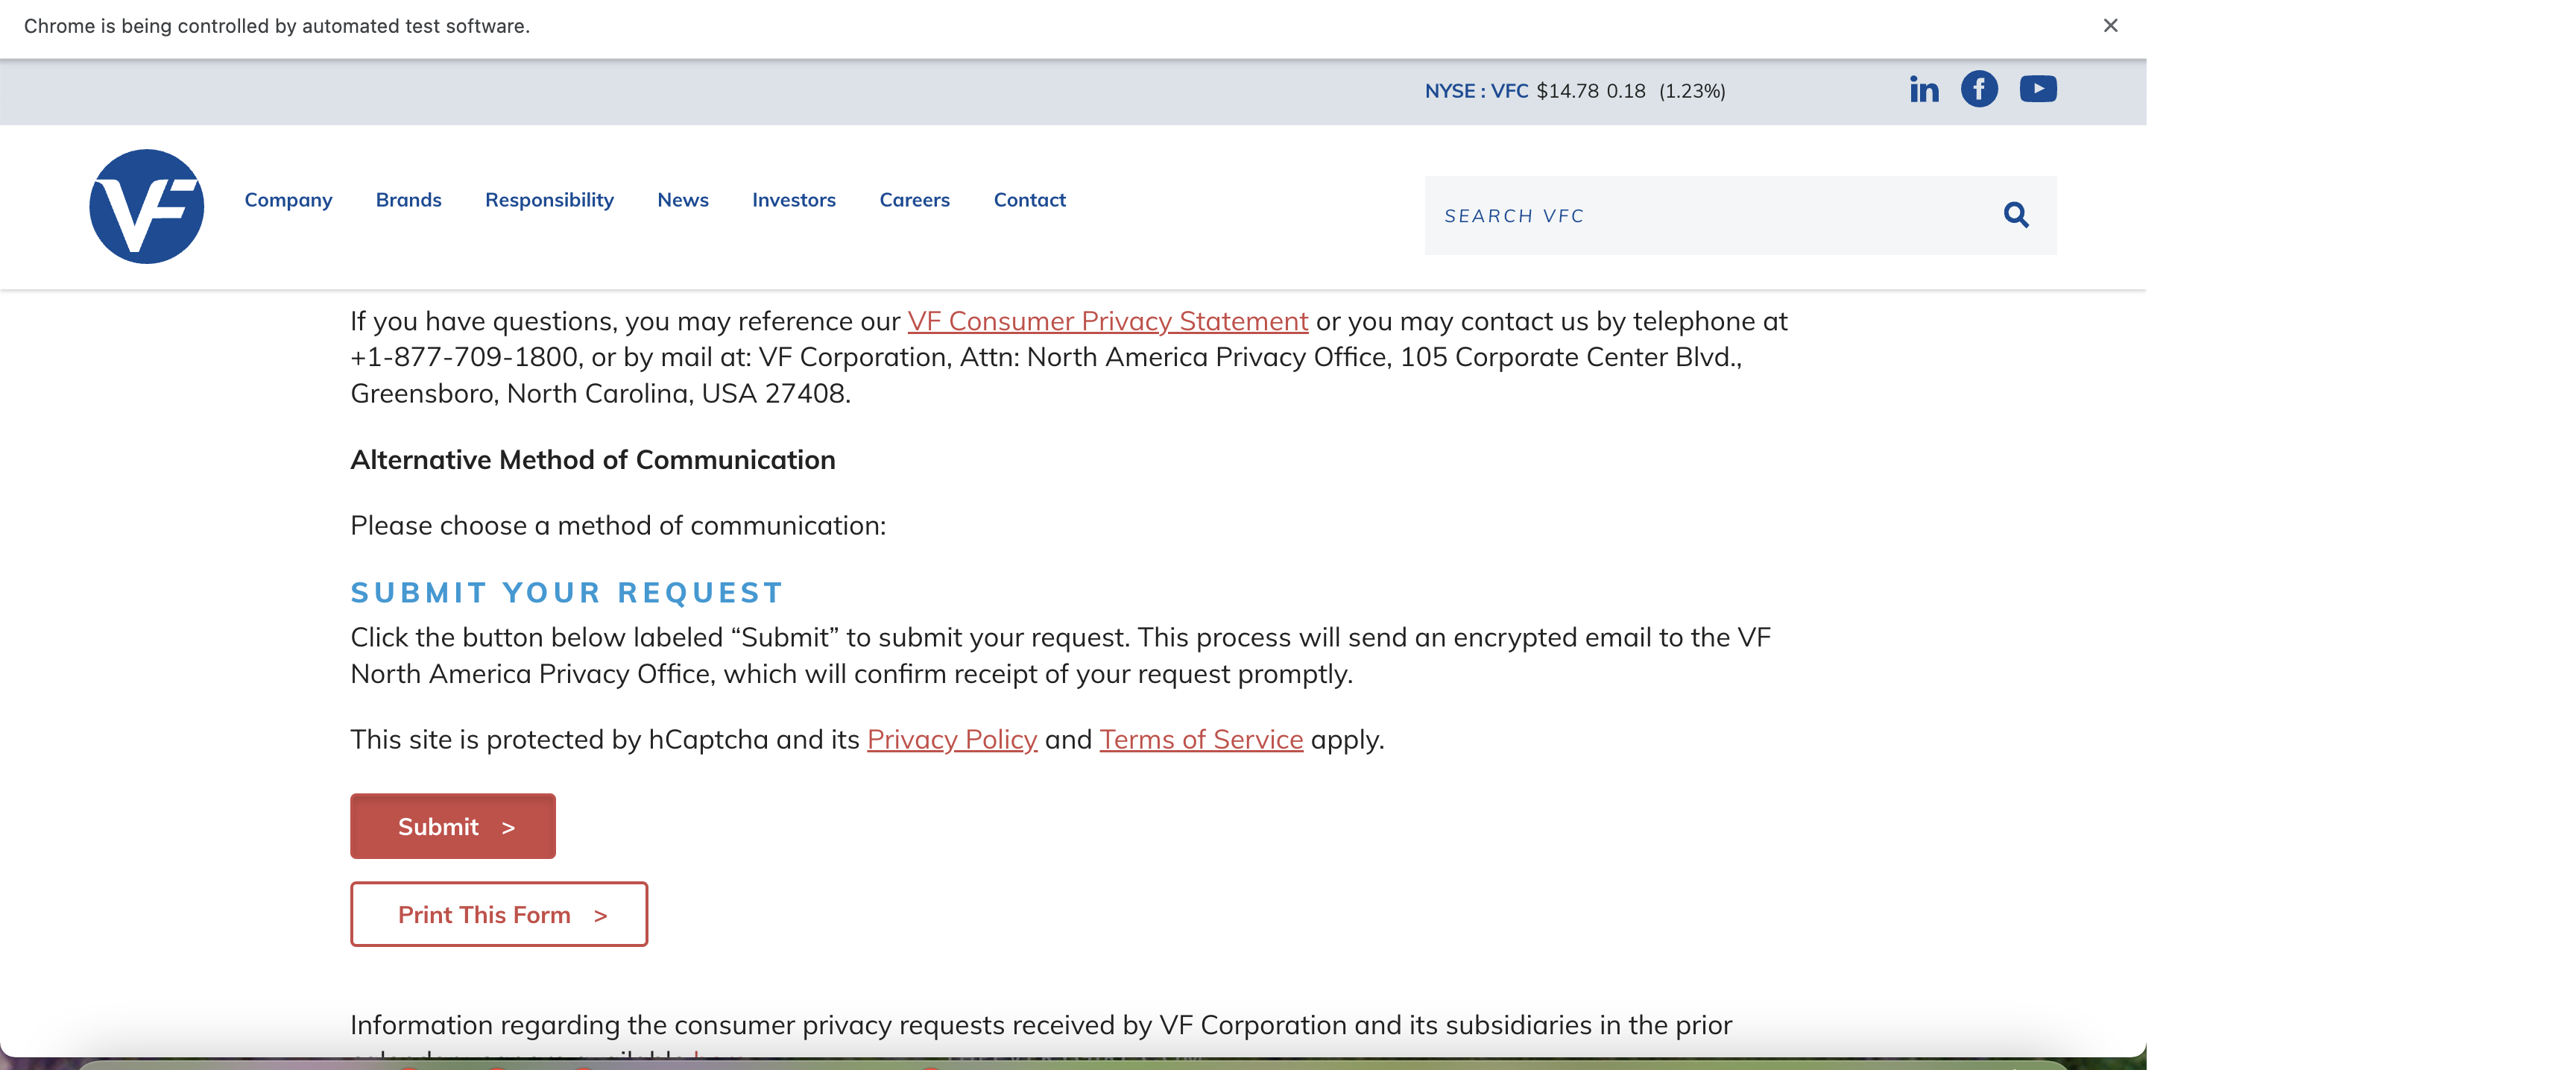 Chrome is being controlled by automated test software.
NYSE : VFC $14.78 0.18 (1.23%)
VF
Company Brands Responsibility News Investors Careers Contact
SEARCH VFC
If you have questions, you may reference our VF Consumer Privacy Statement or you may contact us by telephone at
+1-877-709-1800, or by mail at: VF Corporation, Attn: North America Privacy Office, 105 Corporate Center Blvd.,
Greensboro, North Carolina, USA 27408.
Alternative Method of Communication
Please choose a method of communication:
SUBMIT YOUR REQUEST
Click the button below labeled “Submit” to submit your request. This process will send an encrypted email to the VF
North America Privacy Office, which will confirm receipt of your request promptly.
This site is protected by hCaptcha and its Privacy Policy and Terms of Service apply.
Submit >
Print This Form >
Information regarding the consumer privacy requests received by VF Corporation and its subsidiaries in the prior